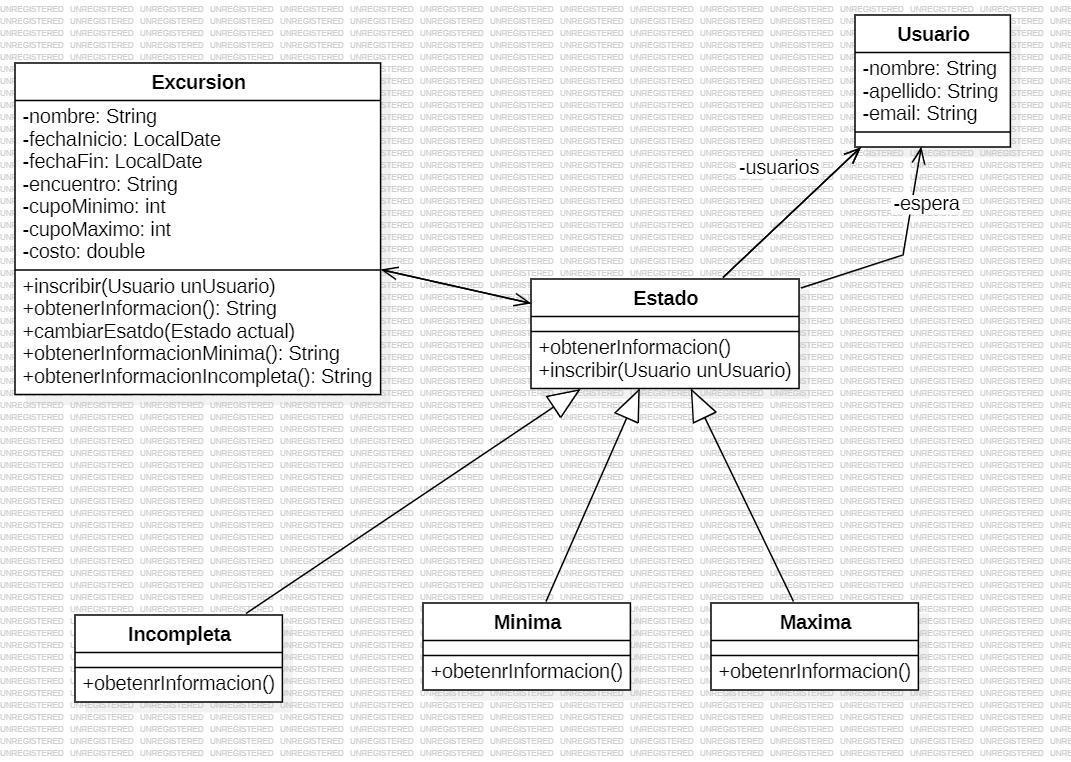 Usuario
-nombre: String
-apellido: String
-email: String
Excursion
-nombre: String
-fechaInicio: LocalDate
-fechaFin: LocalDate
-encuentro: String
-cupoMinimo: int
-cupoMaximo: int
-costo: double
+inscribir(Usuario unUsuario)
+obtenerInformacion(): String
+cambiarEsatdo(Estado actual)
+obtenerInformacionMinima(): String
+obtenerInformacionIncompleta(): String
-usuarios
-espera
Estado
+obtenerInformacion()
+inscribir(Usuario unUsuario)
Incompleta
+obetenrInformacion()
Minima
+obetenrInformacion()
Maxima
+obetenrInformacion()
UNREGISTERED